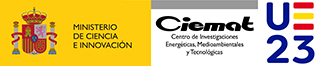 MINISTERIO
DE CIENCIA
E INNOVACIÓN
Ciemat
Centro de Investigaciones
Energéticas, Medioambientales
y Tecnológicas
UE
23